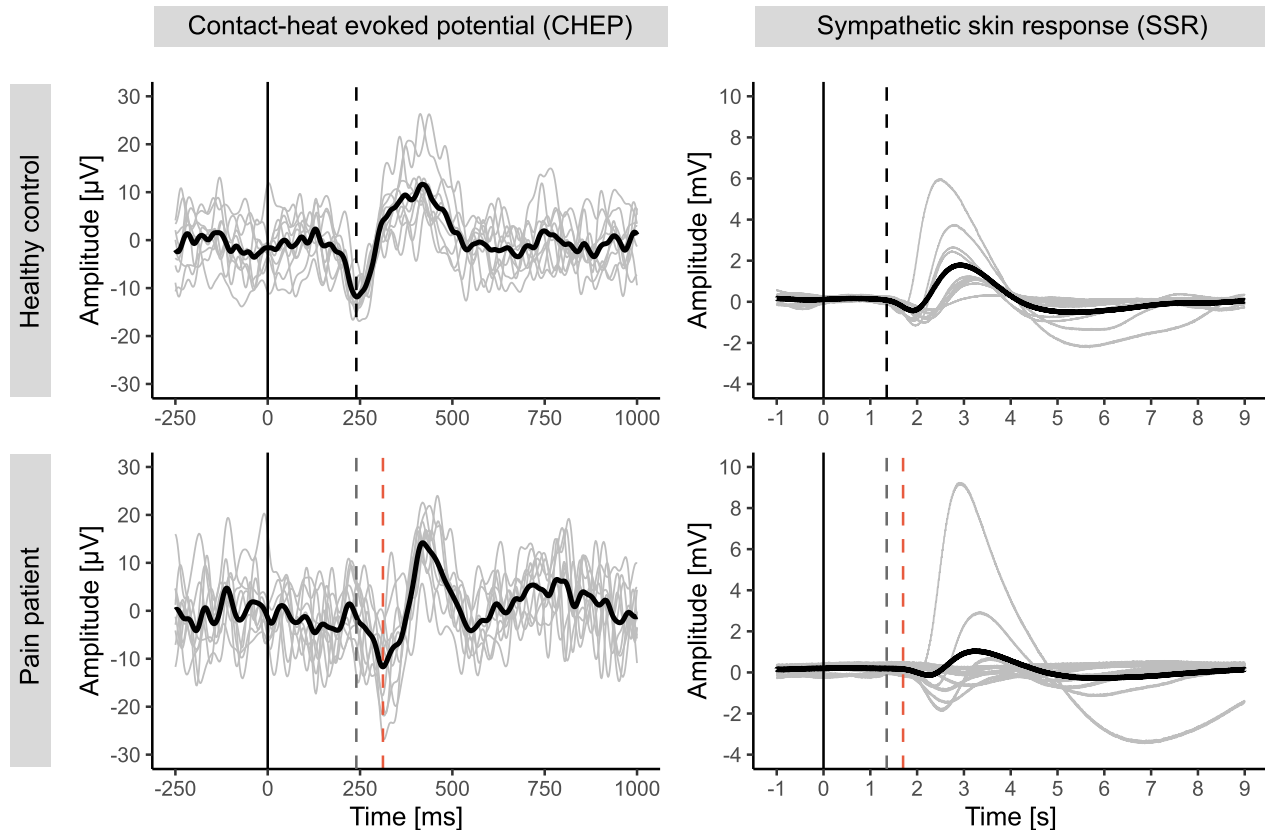 Contact-heat evoked potential (CHEP)
Sympathetic skin response (SSR)
Healthy control
Amplitude [µV]
30
20
10
0
-10
-20
-30
-250 0 250 500 750 1000
Amplitude [mV]
10
8
6
4
2
0
-2
-4
-1 0 1 2 3 4 5 6 7 8 9
Pain patient
Amplitude [µV]
30
20
10
0
-10
-20
-30
-250 0 250 500 750 1000
Time [ms]
Amplitude [mV]
10
8
6
4
2
0
-2
-4
-1 0 1 2 3 4 5 6 7 8 9
Time [s]